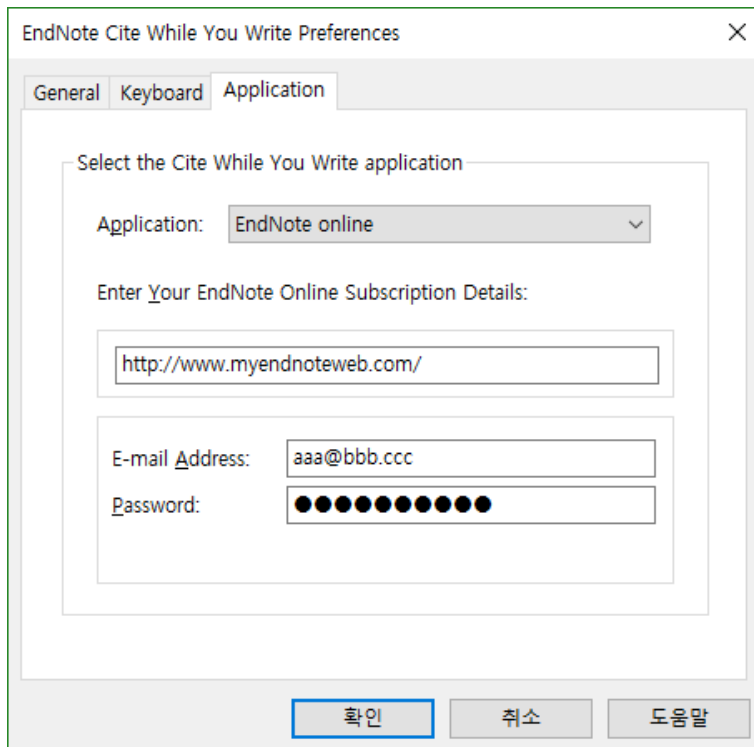 EndNote Cite While You Write Preferences
General Keyboard Application
Select the Cite While You Write application
Application: EndNote online
Enter Your EndNote Online Subscription Details:
http://www.myendnoteweb.com/
E-mail Address: aaa@bbb.ccc
Password: ●●●●●●●●●●
확인 취소 도움말